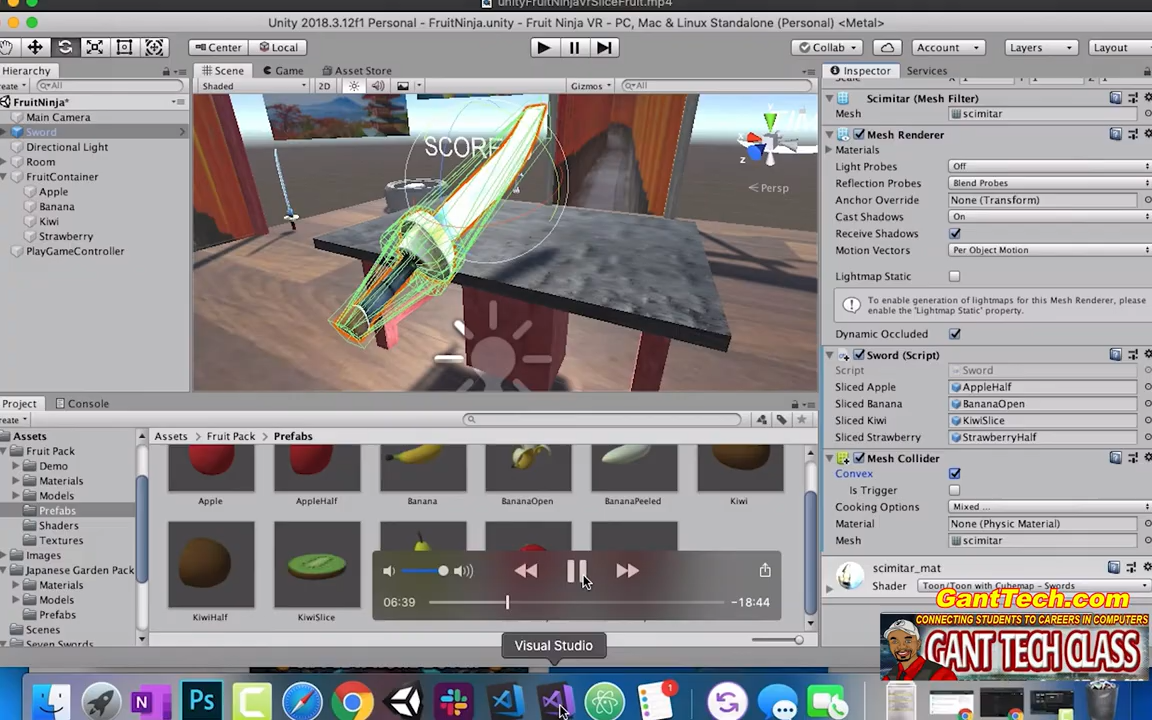 unityFruitNinjaVrSliceFruit.mp4
Unity 2018.3.12f1 Personal - FruitNinja.unity - Fruit Ninja VR - PC, Mac & Linux Standalone (Personal) <Metal>
Center Local Collab Account Layers Layout
Hierarchy Scene Game Asset Store Inspector Services
Shaded 2D Gizmos All
All
FruitNinja*
Main Camera
Sword
Directional Light
Room
FruitContainer
Apple
Banana
Kiwi
Strawberry
PlayGameController
SCORE
Persp
Z
Scimitar (Mesh Filter)
Mesh scimitar
Mesh Renderer
Materials
Light Probes Off
Reflection Probes Blend Probes
Anchor Override None (Transform)
Cast Shadows On
Receive Shadows
Motion Vectors Per Object Motion
Lightmap Static
To enable generation of lightmaps for this Mesh Renderer, please
enable the 'Lightmap Static' property.
Dynamic Occluded
Sword (Script)
Script Sword
Sliced Apple AppleHalf
Sliced Banana BananaOpen
Sliced Kiwi KiwiSlice
Sliced Strawberry StrawberryHalf
Mesh Collider
Convex
Is Trigger
Cooking Options Mixed ...
Material None (Physic Material)
Mesh scimitar
scimitar_mat
Shader Toon/Toon with Cubemap - Swords
Project Console
Assets
Fruit Pack
Demo
Materials
Models
Prefabs
Shaders
Textures
Images
Japanese Garden Pack
Materials
Models
Prefabs
Scenes
Seven Swords
Assets Fruit Pack Prefabs
Apple AppleHalf Banana BananaOpen BananaPeeled Kiwi
KiwiHalf KiwiSlice
06:39 -18:44
Visual Studio
GantTech.com
CONNECTING STUDENTS TO CAREERS IN COMPUTERS
GANT TECH CLASS
N Ps 1